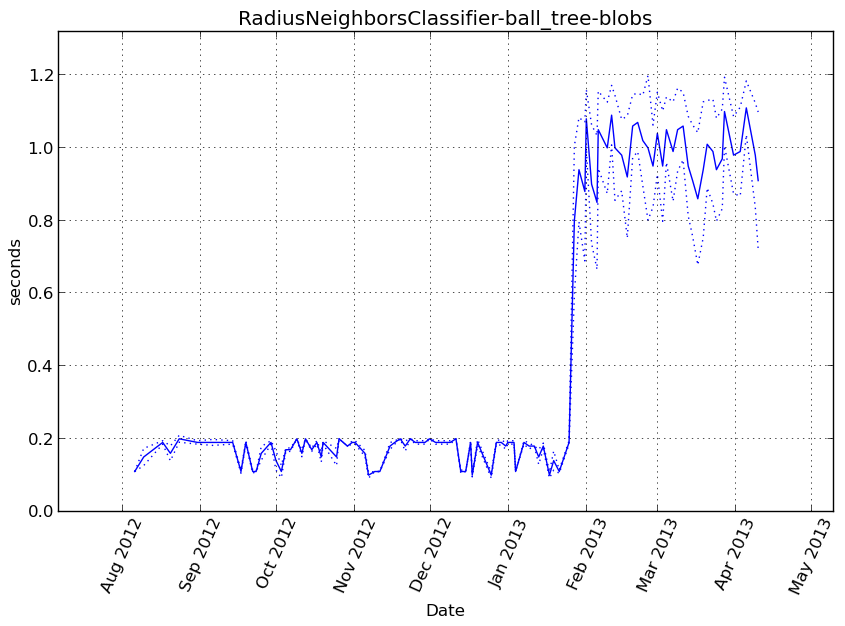 RadiusNeighborsClassifier-ball_tree-blobs
1.2
1.0
0.8
0.6
0.4
0.2
0.0
seconds
Aug 2012
Sep 2012
Oct 2012
Nov 2012
Dec 2012
Jan 2013
Feb 2013
Mar 2013
Apr 2013
May 2013
Date